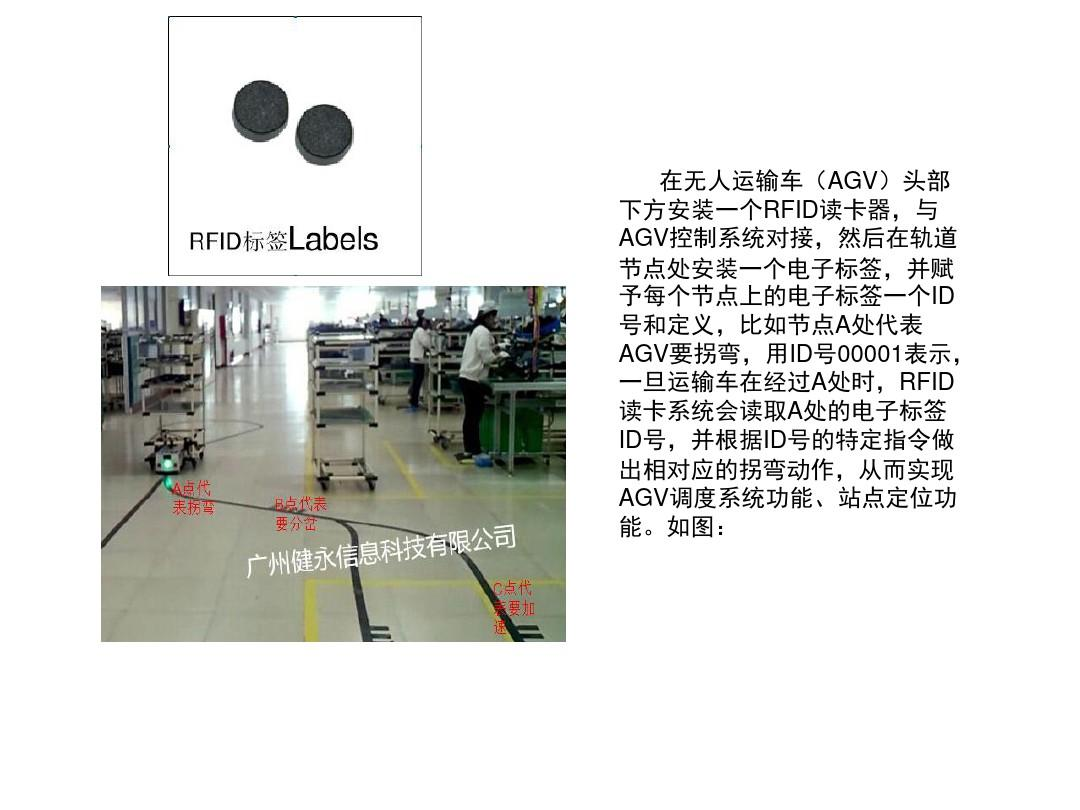 RFID标签Labels
A点代
表拐弯
B点代表
要分岔
广州健永信息科技有限公司
C点代
表要加
速
在无人运输车（AGV）头部
下方安装一个RFID读卡器，与
AGV控制系统对接，然后在轨道
节点处安装一个电子标签，并赋
予每个节点上的电子标签一个ID
号和定义，比如节点A处代表
AGV要拐弯，用ID号00001表示，
一旦运输车在经过A处时，RFID
读卡系统会读取A处的电子标签
ID号，并根据ID号的特定指令做
出相对应的拐弯动作，从而实现
AGV调度系统功能、站点定位功
能。如图：